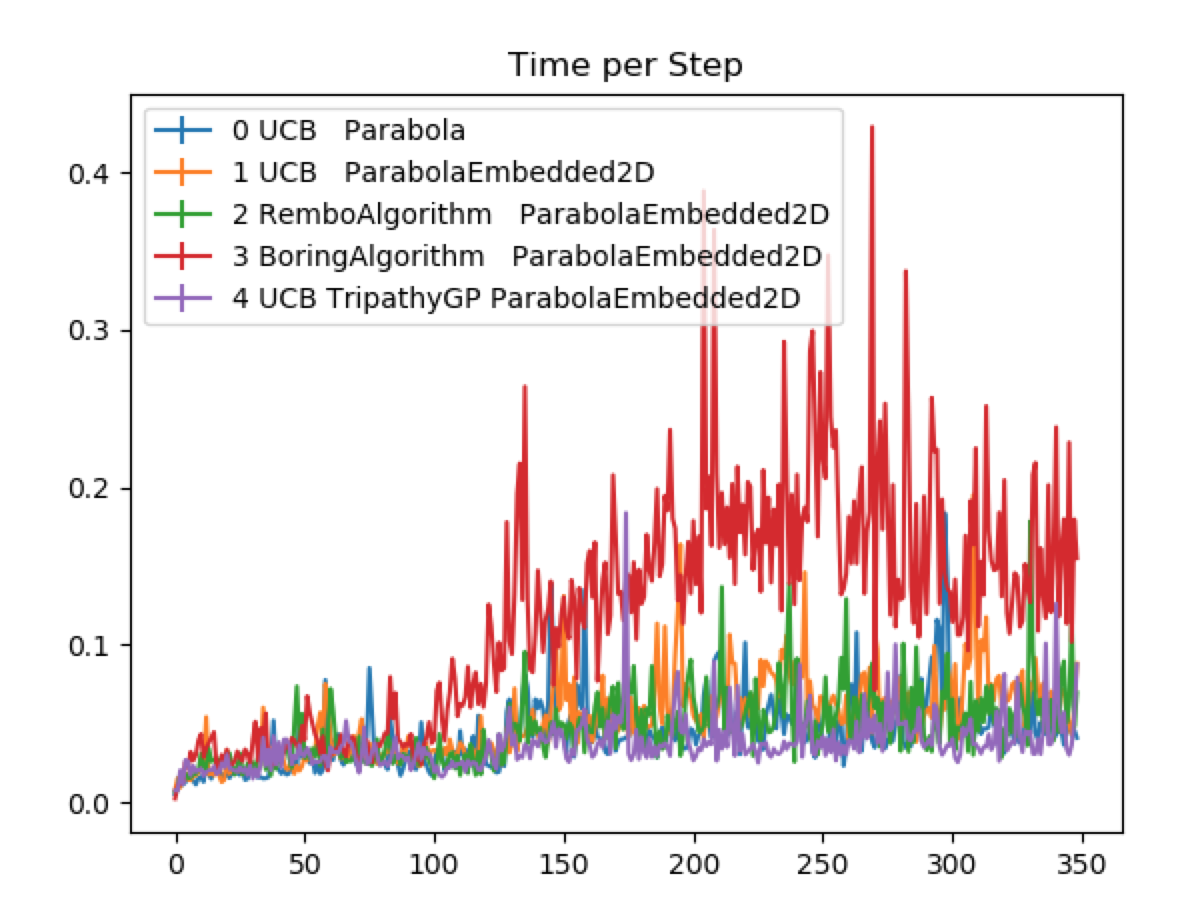 Time per Step
0 UCB   Parabola
1 UCB   ParabolaEmbedded2D
2 RemboAlgorithm   ParabolaEmbedded2D
3 BoringAlgorithm   ParabolaEmbedded2D
4 UCB TripathyGP ParabolaEmbedded2D
0.4
0.3
0.2
0.1
0.0
0 50 100 150 200 250 300 350